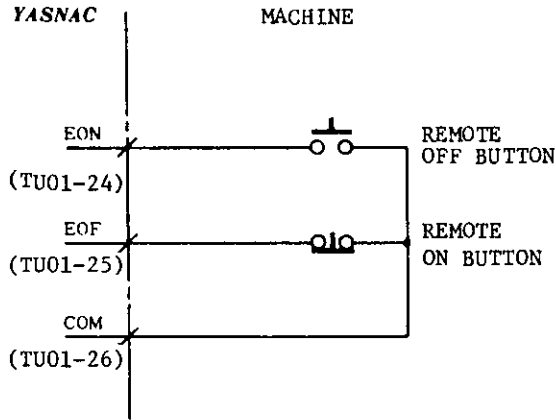 YASNAC MACHINE
EON
REMOTE
OFF BUTTON
(TU01-24)
EOF
REMOTE
ON BUTTON
(TU01-25)
COM
(TU01-26)